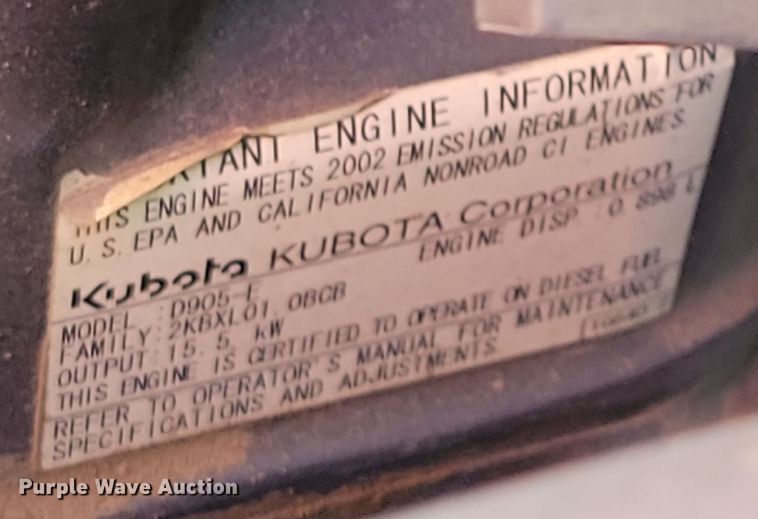 ENGINE INFORMATION
THIS ENGINE MEETS 2002 EMISSION REGULATIONS FOR
U.S. EPA AND CALIFORNIA NONROAD CI ENGINES
Kubota KUBOTA Corporation
MODEL : D905-E ENGINE DISP. 0.898 L
FAMILY : 2KBXL01.0BCB
OUTPUT : 15.5 kW
THIS ENGINE IS CERTIFIED TO OPERATE ON DIESEL FUEL
REFER TO OPERATOR'S MANUAL FOR MAINTENANCE
SPECIFICATIONS AND ADJUSTMENTS
Purple Wave Auction